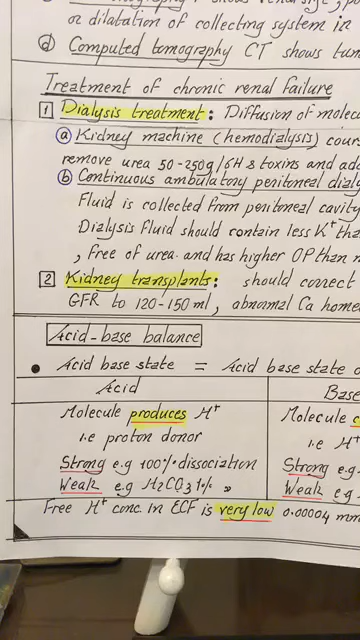 or dilatation of collecting system in
ⓓ Computed tomography CT shows tum
Treatment of chronic renal failure
1 Dialysis treatment: Diffusion of molecu
ⓐ Kidney machine (hemodialysis) cours
remove urea 50-250g/6H & toxins and add
ⓑ Continuous ambulatory peritoneal dialy
Fluid is collected from peritoneal cavity
Dialysis fluid should contain less K⁺ tha
, free of urea and has higher OP than n
2 Kidney transplants: should correct
GFR to 120-150 ml, abnormal Ca home
Acid-base balance
• Acid base state = Acid base state o
Acid Base
Molecule produces H⁺ Molecule c
i.e proton donor i.e H⁺
Strong e.g 100% dissociation Strong e.g
Weak e.g H₂CO₃ 1% » Weak e.g
Free H⁺ conc. in ECF is very low 0.00004 mm